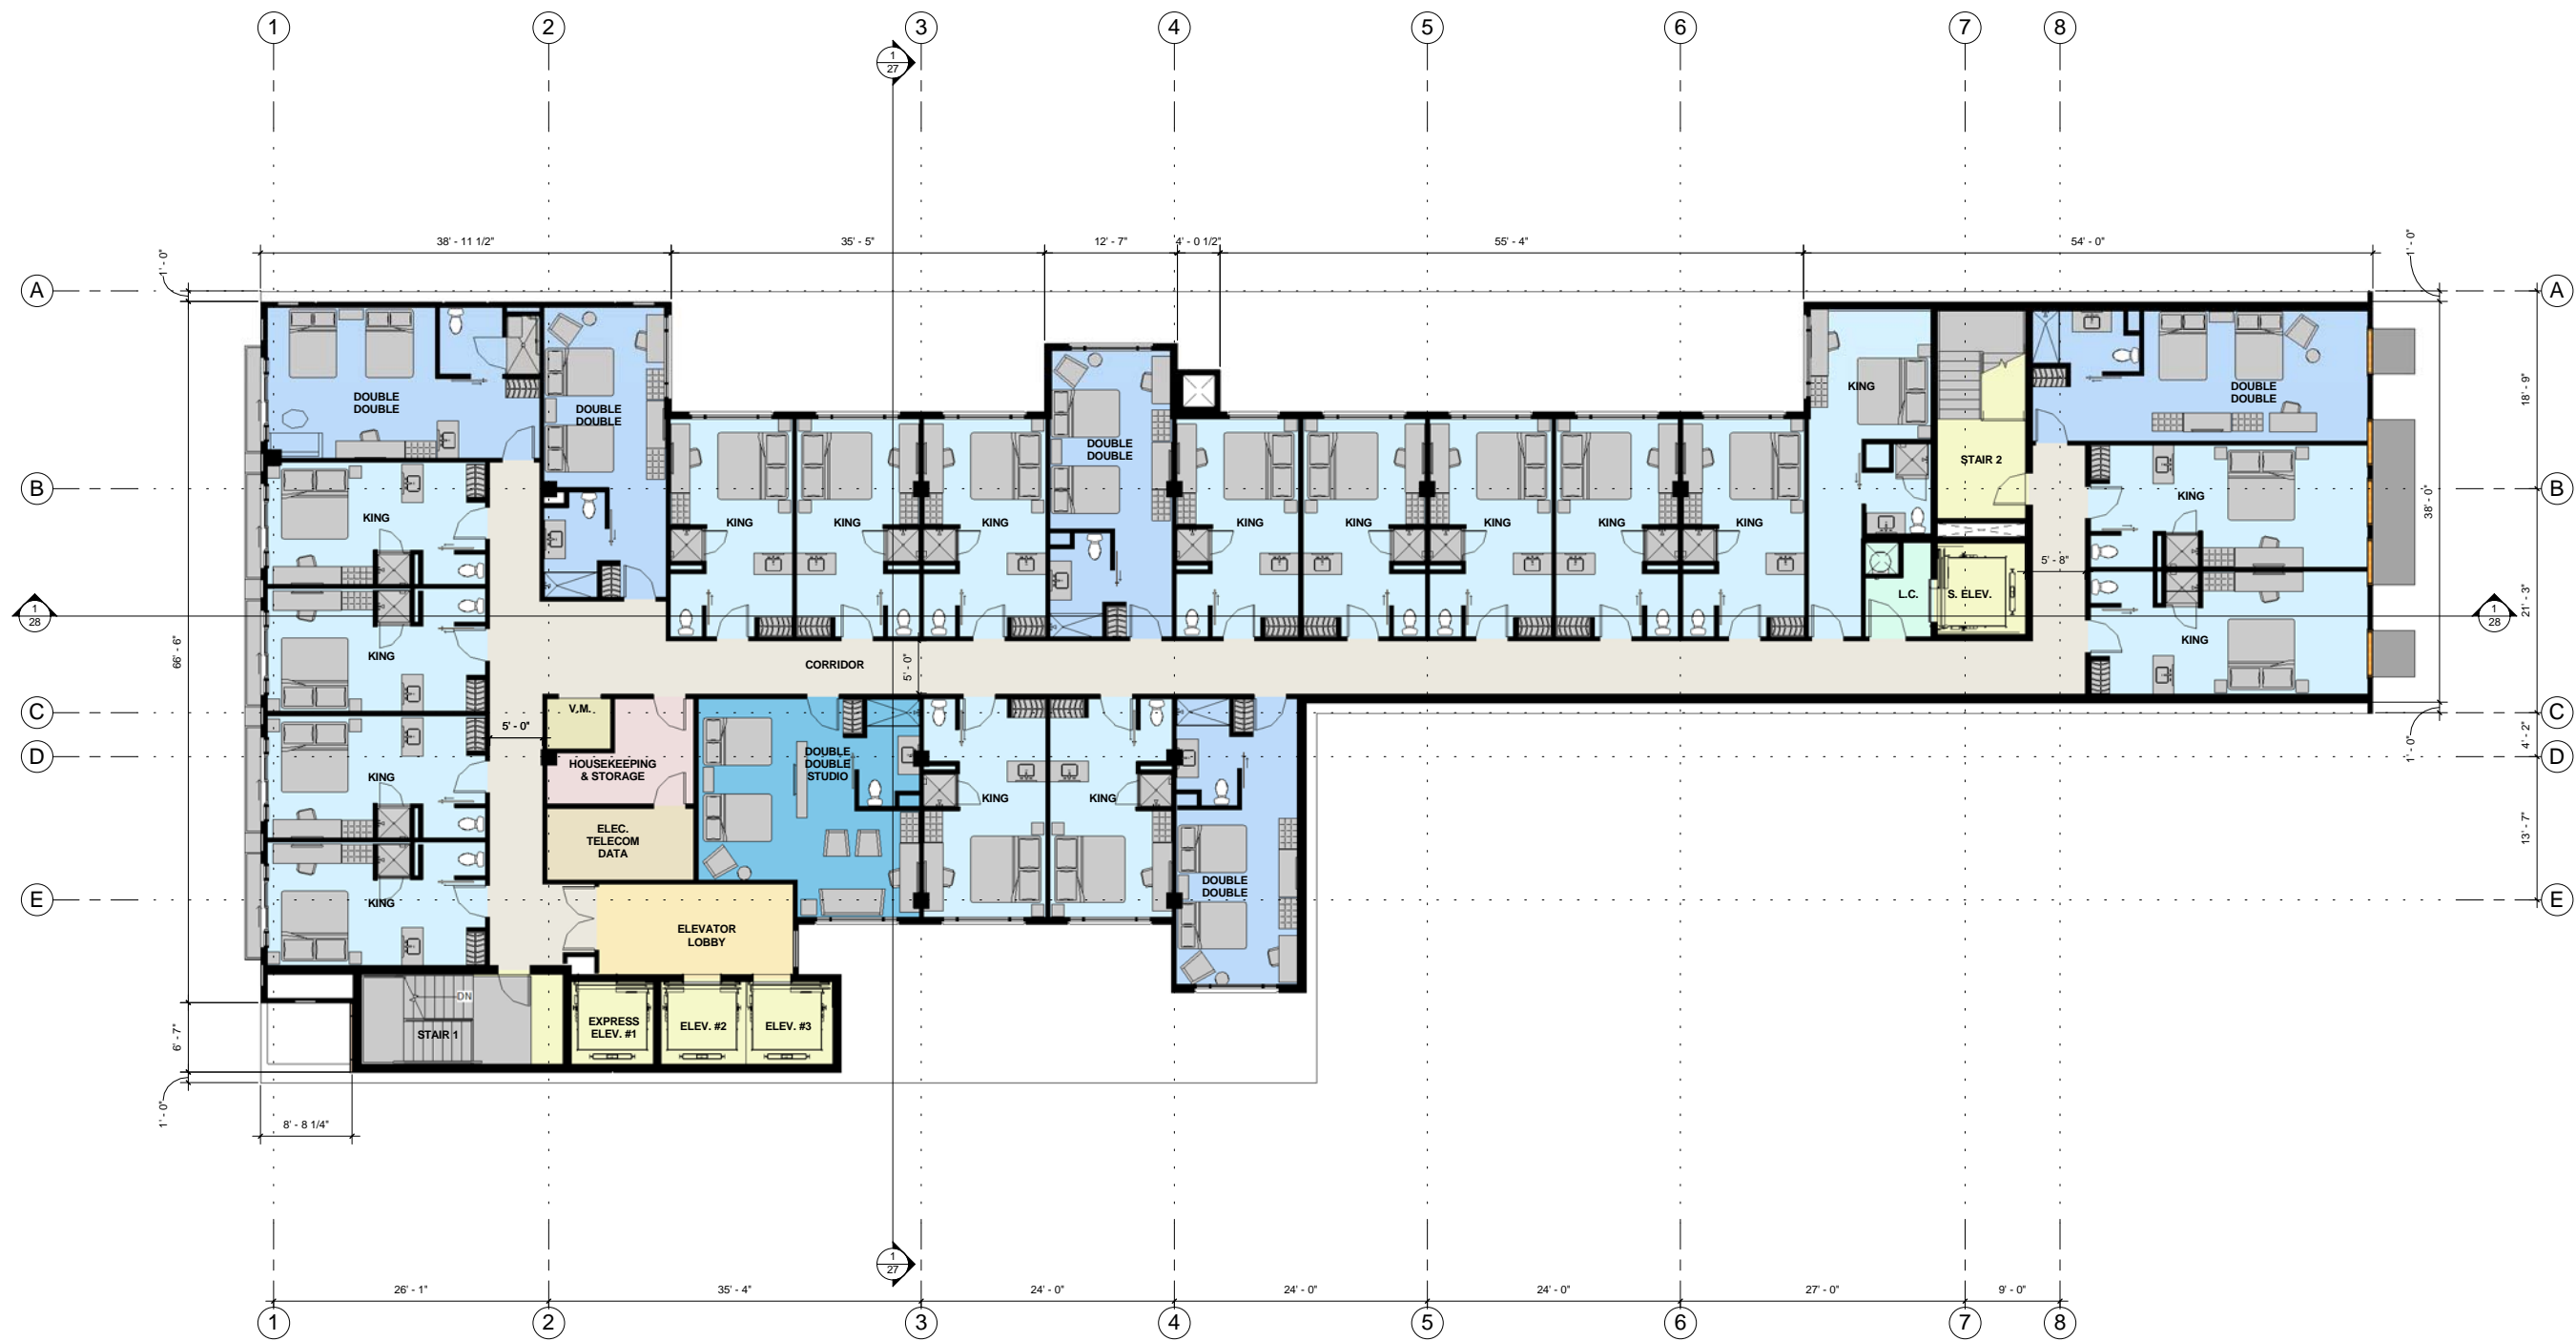 1 2 3 4 5 6 7 8
1
27
38' - 11 1/2" 35' - 5" 12' - 7" 4' - 0 1/2" 55' - 4" 54' - 0"
1' - 0"
1' - 0"
A
A
DOUBLE
DOUBLE
DOUBLE
DOUBLE
DOUBLE
DOUBLE
KING
DOUBLE
DOUBLE
18' - 9"
STAIR 2
B
B
KING
KING
KING
KING
KING
KING
KING
KING
KING
KING
KING
38' - 0"
5' - 8"
L.C.
S. ELEV.
21' - 3"
1
28
1
28
KING
KING
66' - 6"
CORRIDOR
5' - 0"
C
C
V.M.
5' - 0"
4' - 2"
1' - 0"
D
D
HOUSEKEEPING
& STORAGE
DOUBLE
DOUBLE
STUDIO
KING
KING
KING
13' - 7"
ELEC.
TELECOM
DATA
DOUBLE
DOUBLE
E
E
KING
ELEVATOR
LOBBY
DN
STAIR 1
EXPRESS
ELEV. #1
ELEV. #2
ELEV. #3
6' - 7"
1' - 0"
8' - 8 1/4"
1
27
26' - 1" 35' - 4" 24' - 0" 24' - 0" 24' - 0" 27' - 0" 9' - 0"
1 2 3 4 5 6 7 8